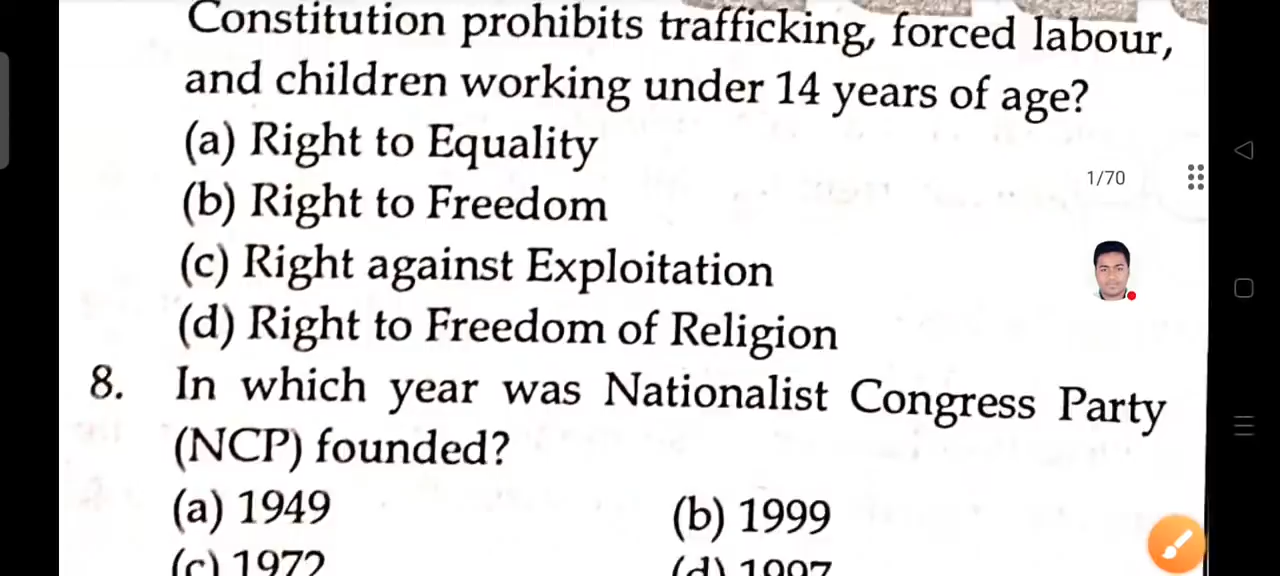 Constitution prohibits trafficking, forced labour,
and children working under 14 years of age?
(a) Right to Equality
(b) Right to Freedom
(c) Right against Exploitation
(d) Right to Freedom of Religion
1/70
8. In which year was Nationalist Congress Party
(NCP) founded?
(a) 1949 (b) 1999
(c) 1972 (d) 1997